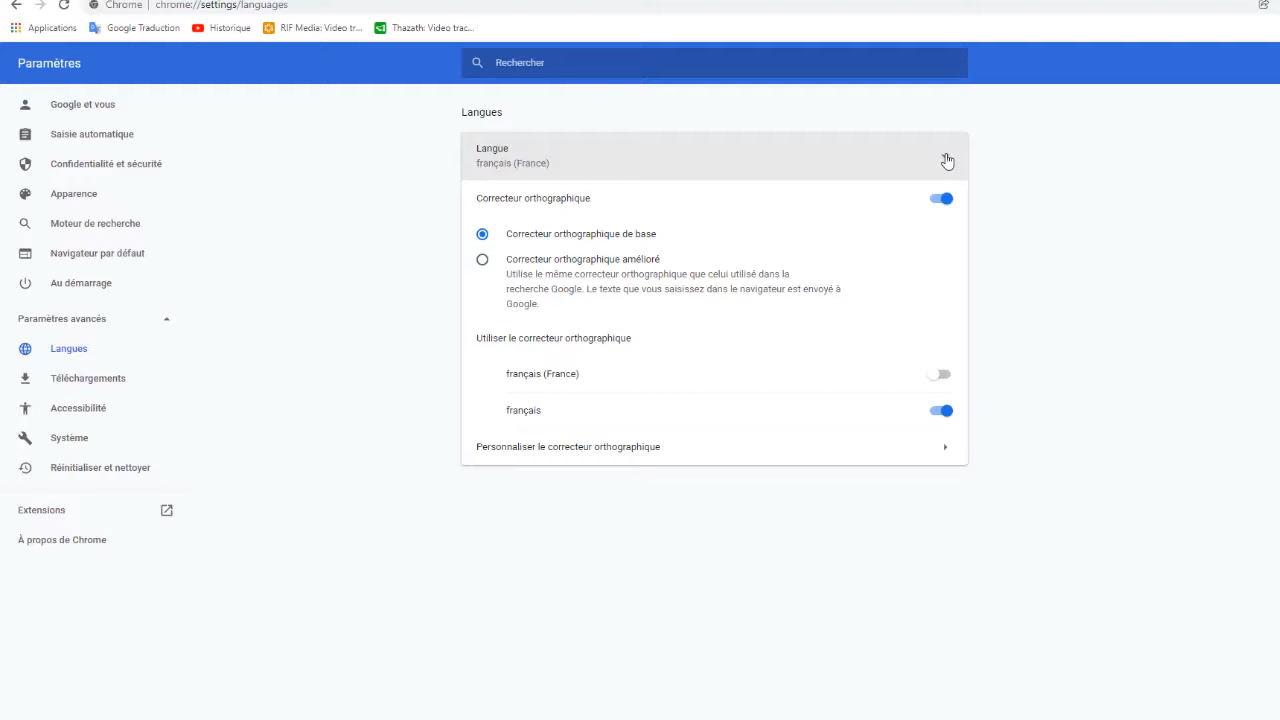 Chrome | chrome://settings/languages
Applications Google Traduction Historique RIF Media: Video tr... Thazath: Video trac...
Paramètres
Rechercher
Google et vous
Saisie automatique
Confidentialité et sécurité
Apparence
Moteur de recherche
Navigateur par défaut
Au démarrage
Paramètres avancés
Langues
Téléchargements
Accessibilité
Système
Réinitialiser et nettoyer
Extensions
À propos de Chrome
Langues
Langue
français (France)
Correcteur orthographique
Correcteur orthographique de base
Correcteur orthographique amélioré
Utilise le même correcteur orthographique que celui utilisé dans la
recherche Google. Le texte que vous saisissez dans le navigateur est envoyé à
Google.
Utiliser le correcteur orthographique
français (France)
français
Personnaliser le correcteur orthographique